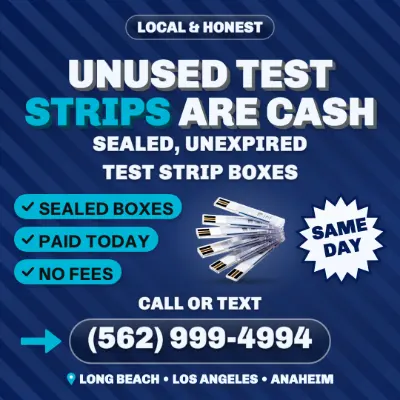 LOCAL & HONEST
UNUSED TEST
STRIPS ARE CASH
SEALED, UNEXPIRED
TEST STRIP BOXES
SEALED BOXES
PAID TODAY
NO FEES
SAME
DAY
CALL OR TEXT
(562) 999-4994
LONG BEACH • LOS ANGELES • ANAHEIM